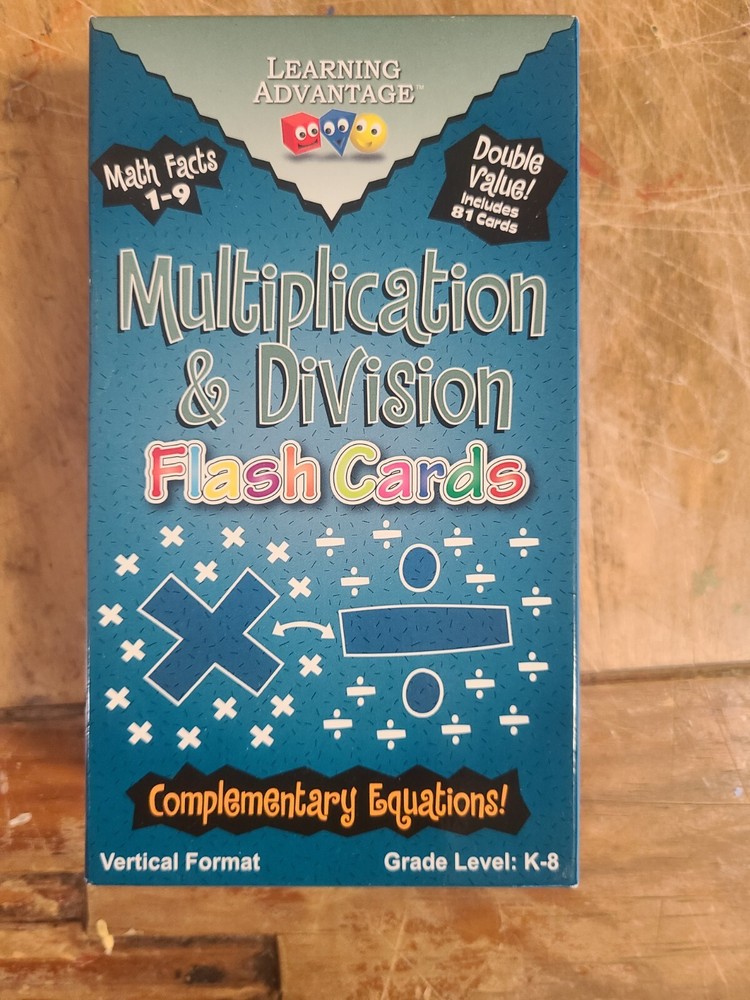 LEARNING
ADVANTAGE™
Math Facts
1-9
Double
Value!
Includes
81 Cards
Multiplication
& Division
Flash Cards
Complementary Equations!
Vertical Format
Grade Level: K-8